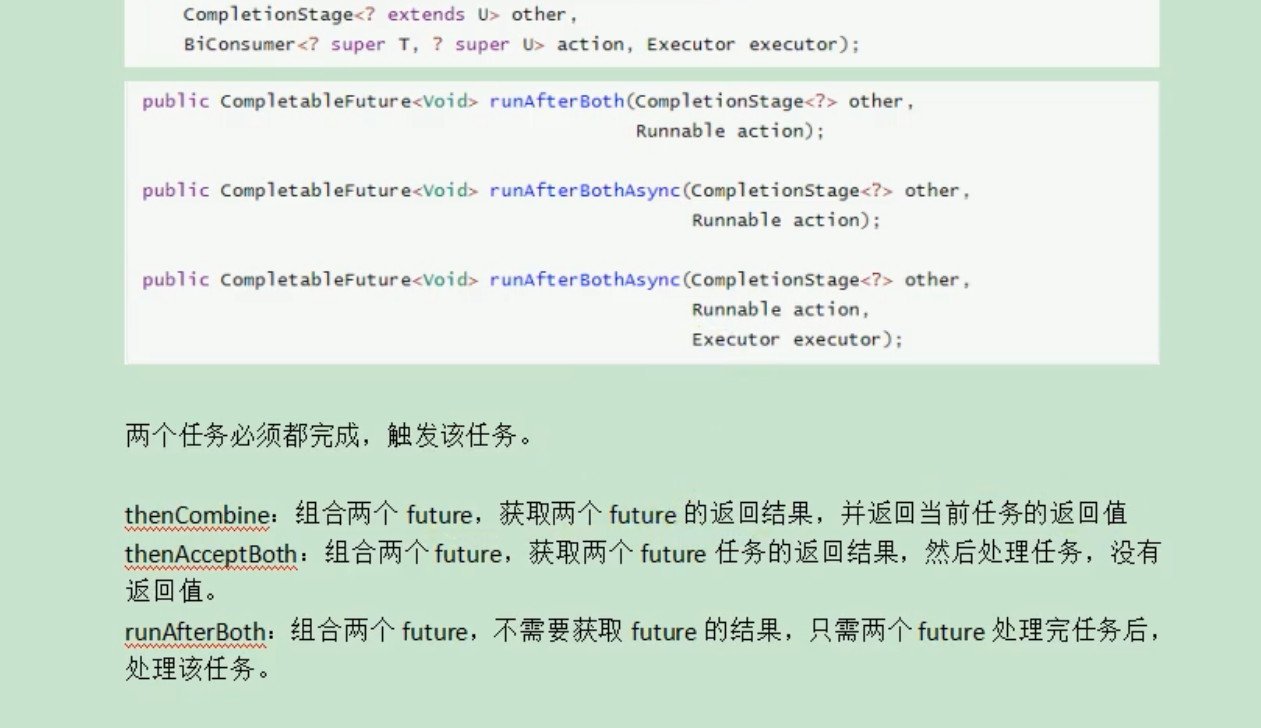 CompletionStage<? extends U> other,
BiConsumer<? super T, ? super U> action, Executor executor);
public CompletableFuture<Void> runAfterBoth(CompletionStage<?> other,
Runnable action);
public CompletableFuture<Void> runAfterBothAsync(CompletionStage<?> other,
Runnable action);
public CompletableFuture<Void> runAfterBothAsync(CompletionStage<?> other,
Runnable action,
Executor executor);
两个任务必须都完成，触发该任务。
thenCombine：组合两个 future，获取两个 future 的返回结果，并返回当前任务的返回值
thenAcceptBoth：组合两个 future，获取两个 future 任务的返回结果，然后处理任务，没有
返回值。
runAfterBoth：组合两个 future，不需要获取 future 的结果，只需两个 future 处理完任务后，
处理该任务。